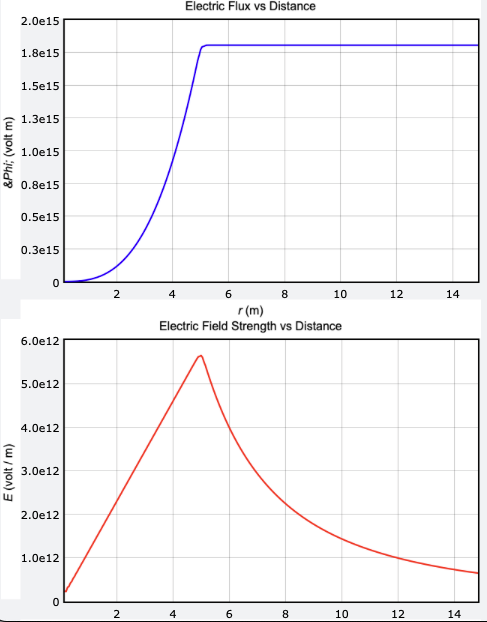 Electric Flux vs Distance
&Phi; (volt m)
2.0e15
1.8e15
1.5e15
1.3e15
1.0e15
0.8e15
0.5e15
0.3e15
0
2 4 6 8 10 12 14
r (m)
Electric Field Strength vs Distance
E (volt / m)
6.0e12
5.0e12
4.0e12
3.0e12
2.0e12
1.0e12
0
2 4 6 8 10 12 14